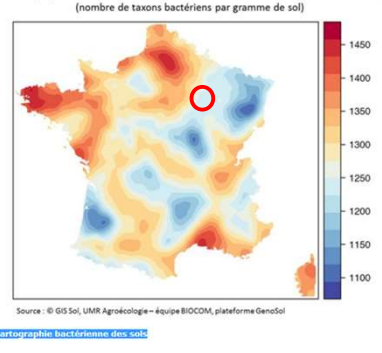 (nombre de taxons bactériens par gramme de sol)
1450
1400
1350
1300
1250
1200
1150
1100
Source : © GIS Sol, UMR Agroécologie – équipe BIOCOM, plateforme GenoSol
artographie bactérienne des sols